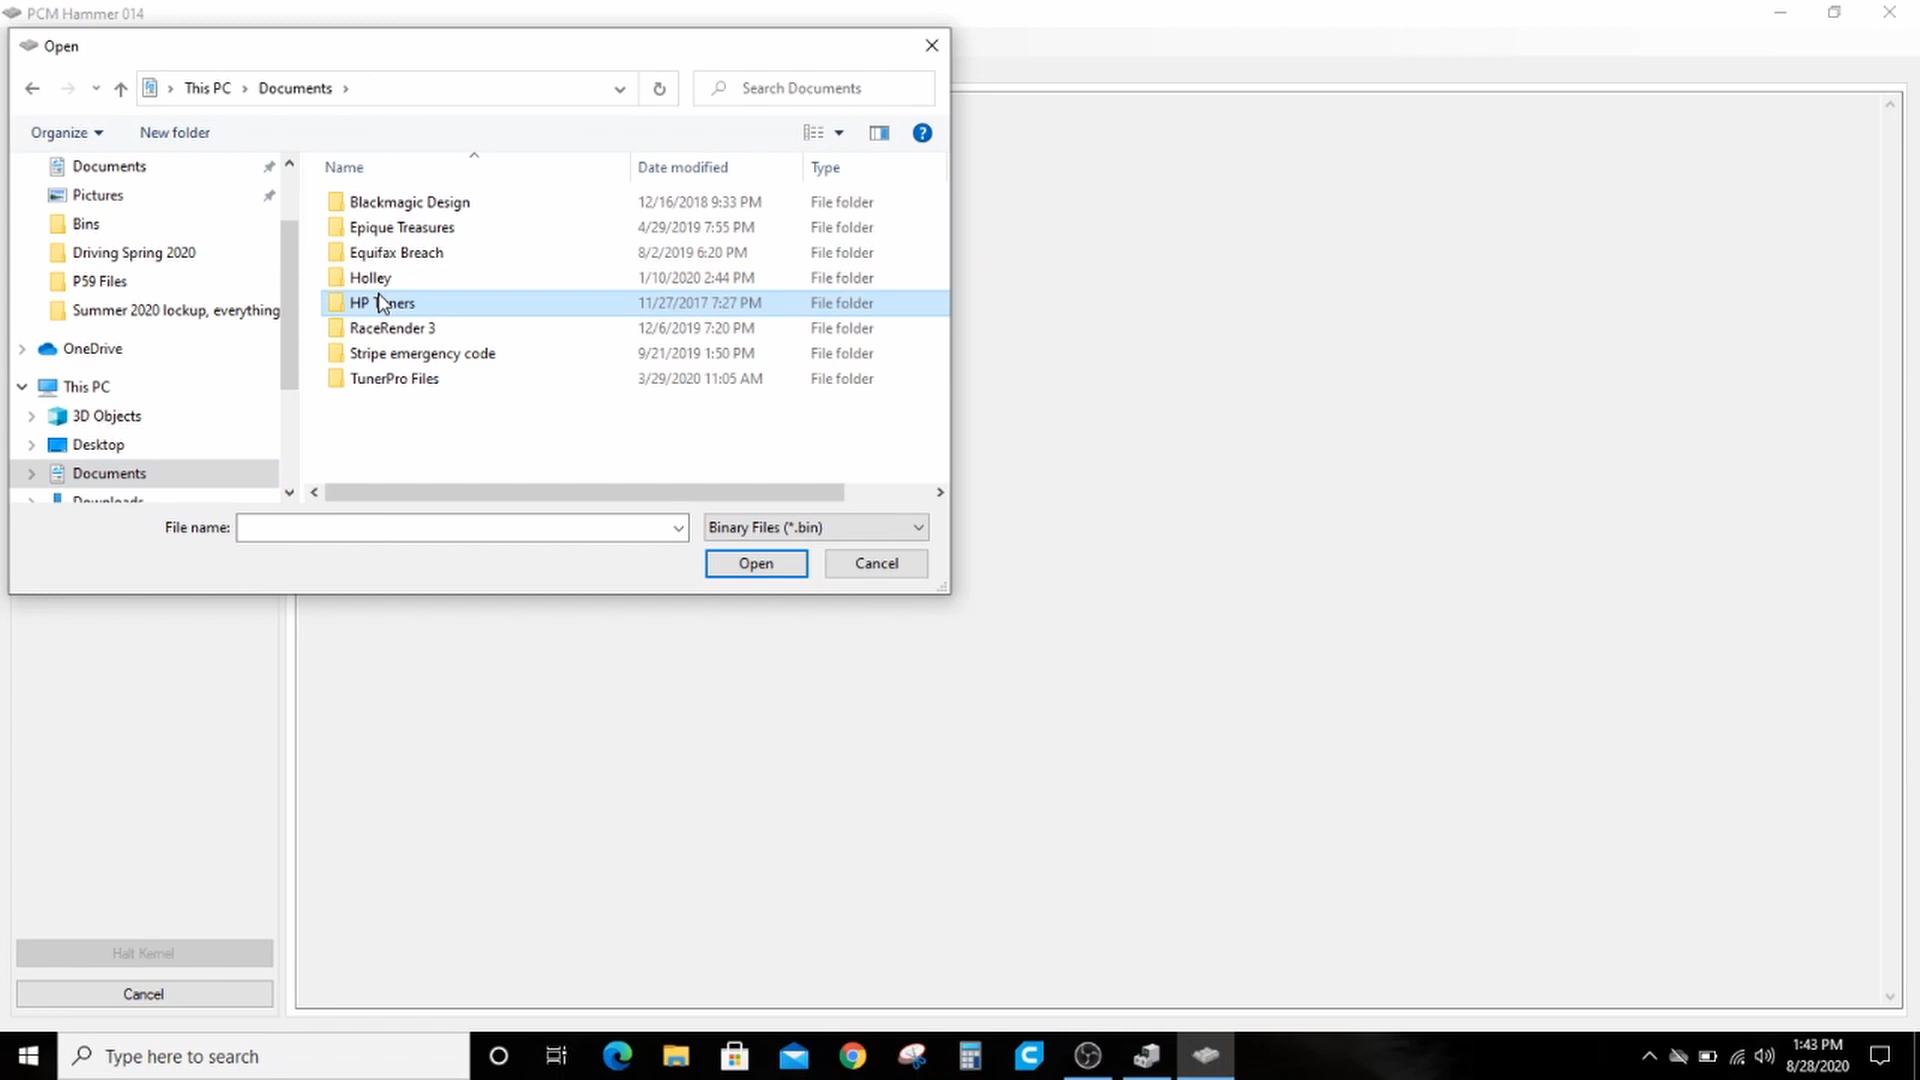 PCM Hammer 014
Open
This PC > Documents >
Search Documents
Organize
New folder
?
Documents
Pictures
Bins
Driving Spring 2020
P59 Files
Summer 2020 lockup, everything
OneDrive
This PC
3D Objects
Desktop
Documents
Downloads
Name Date modified Type
Blackmagic Design 12/16/2018 9:33 PM File folder
Epique Treasures 4/29/2019 7:55 PM File folder
Equifax Breach 8/2/2019 6:20 PM File folder
Holley 1/10/2020 2:44 PM File folder
HP Tuners 11/27/2017 7:27 PM File folder
RaceRender 3 12/6/2019 7:20 PM File folder
Stripe emergency code 9/21/2019 1:50 PM File folder
TunerPro Files 3/29/2020 11:05 AM File folder
File name:
Binary Files (*.bin)
Open
Cancel
Halt Kernel
Cancel
Type here to search
1:43 PM
8/28/2020